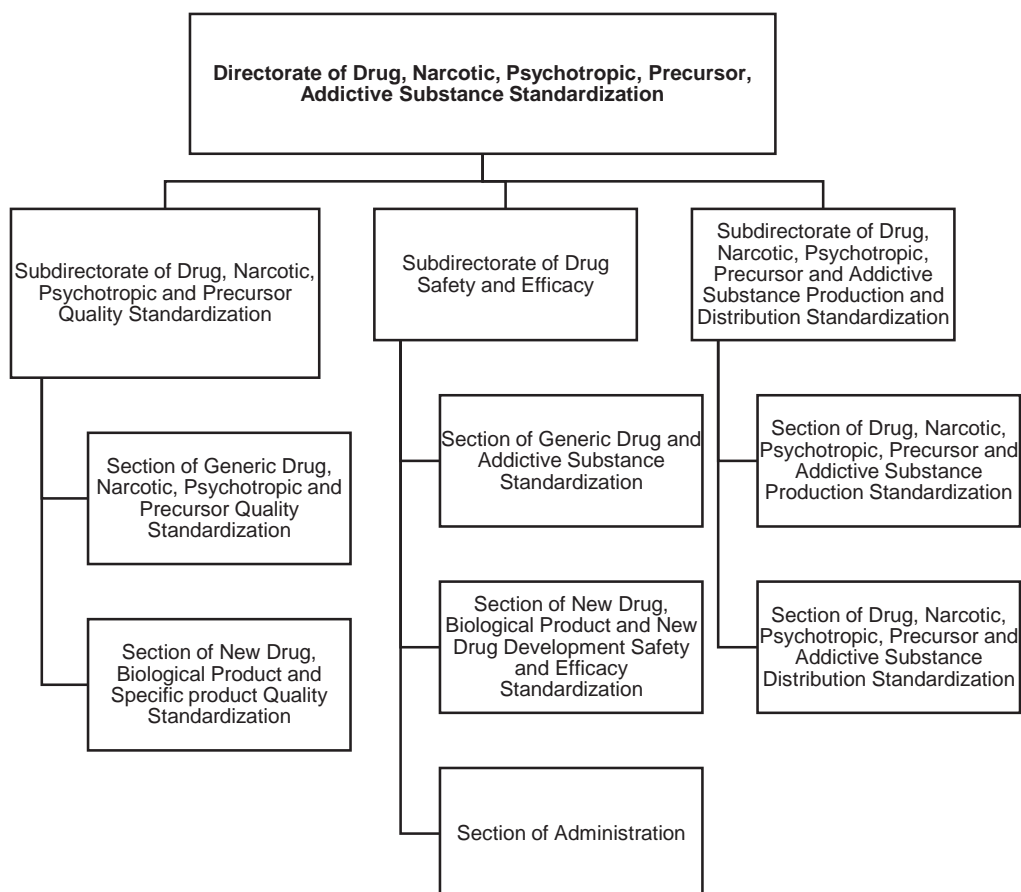 Directorate of Drug, Narcotic, Psychotropic, Precursor,
Addictive Substance Standardization
Subdirectorate of Drug, Narcotic,
Psychotropic and Precursor
Quality Standardization
Subdirectorate of Drug
Safety and Efficacy
Subdirectorate of Drug,
Narcotic, Psychotropic,
Precursor and Addictive
Substance Production and
Distribution Standardization
Section of Generic Drug,
Narcotic, Psychotropic and
Precursor Quality
Standardization
Section of New Drug,
Biological Product and
Specific product Quality
Standardization
Section of Generic Drug and
Addictive Substance
Standardization
Section of New Drug,
Biological Product and New
Drug Development Safety
and Efficacy
Standardization
Section of Administration
Section of Drug, Narcotic,
Psychotropic, Precursor and
Addictive Substance
Production Standardization
Section of Drug, Narcotic,
Psychotropic, Precursor and
Addictive Substance
Distribution Standardization